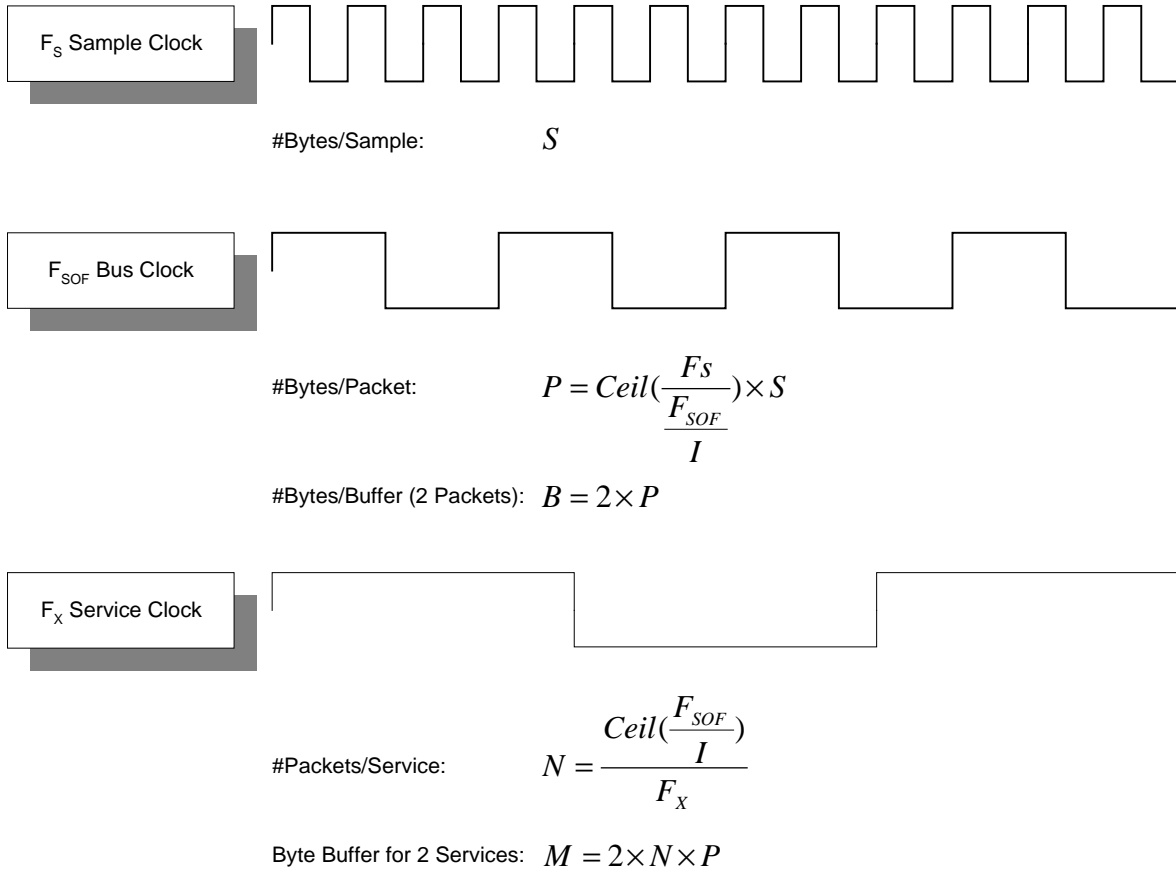 F_S Sample Clock
#Bytes/Sample: S
F_SOF Bus Clock
#Bytes/Packet: P = Ceil(Fs / (F_SOF / I)) × S
#Bytes/Buffer (2 Packets): B = 2 × P
F_X Service Clock
#Packets/Service: N = Ceil(F_SOF / I) / F_X
Byte Buffer for 2 Services: M = 2 × N × P